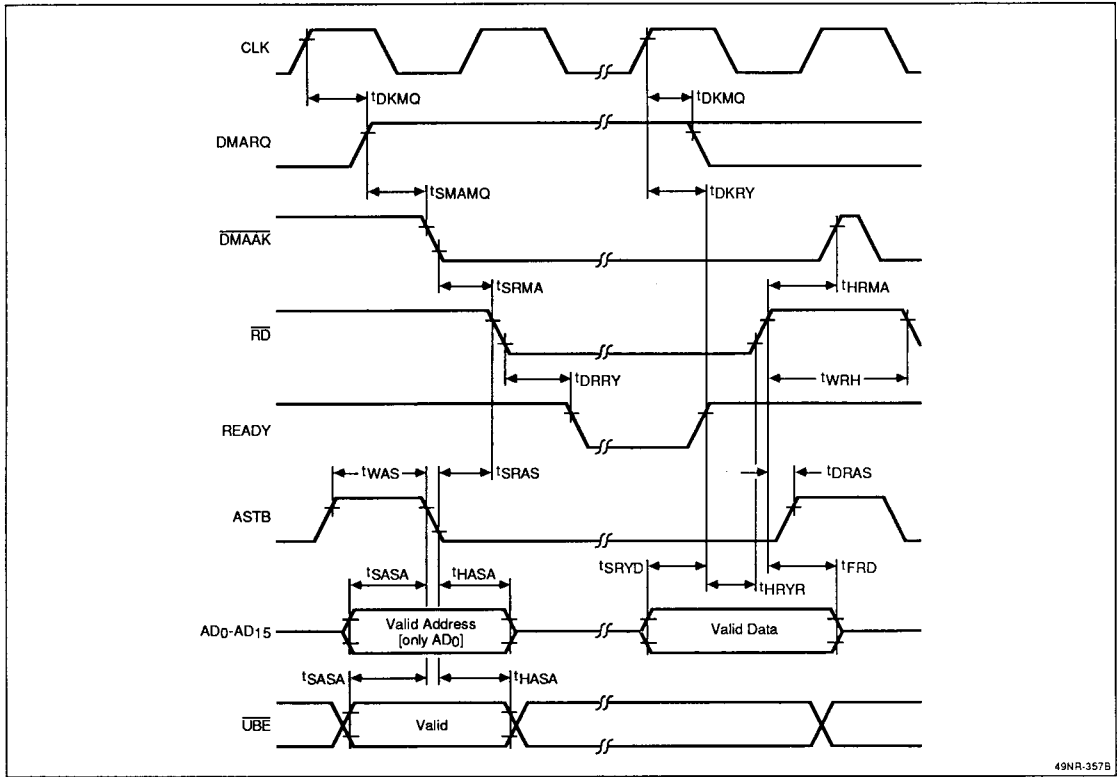 CLK
tDKMQ tDKMQ
DMARQ
tSMAMQ tDKRY
DMAAK
tSRMA tHRMA
RD
tDRRY tWRH
READY
tWAS tSRAS tDRAS
ASTB
tSASA tHASA tSRYD tHRYR tFRD
AD0-AD15 Valid Address Valid Data
[only AD0]
tSASA tHASA
UBE Valid
49NR-357B